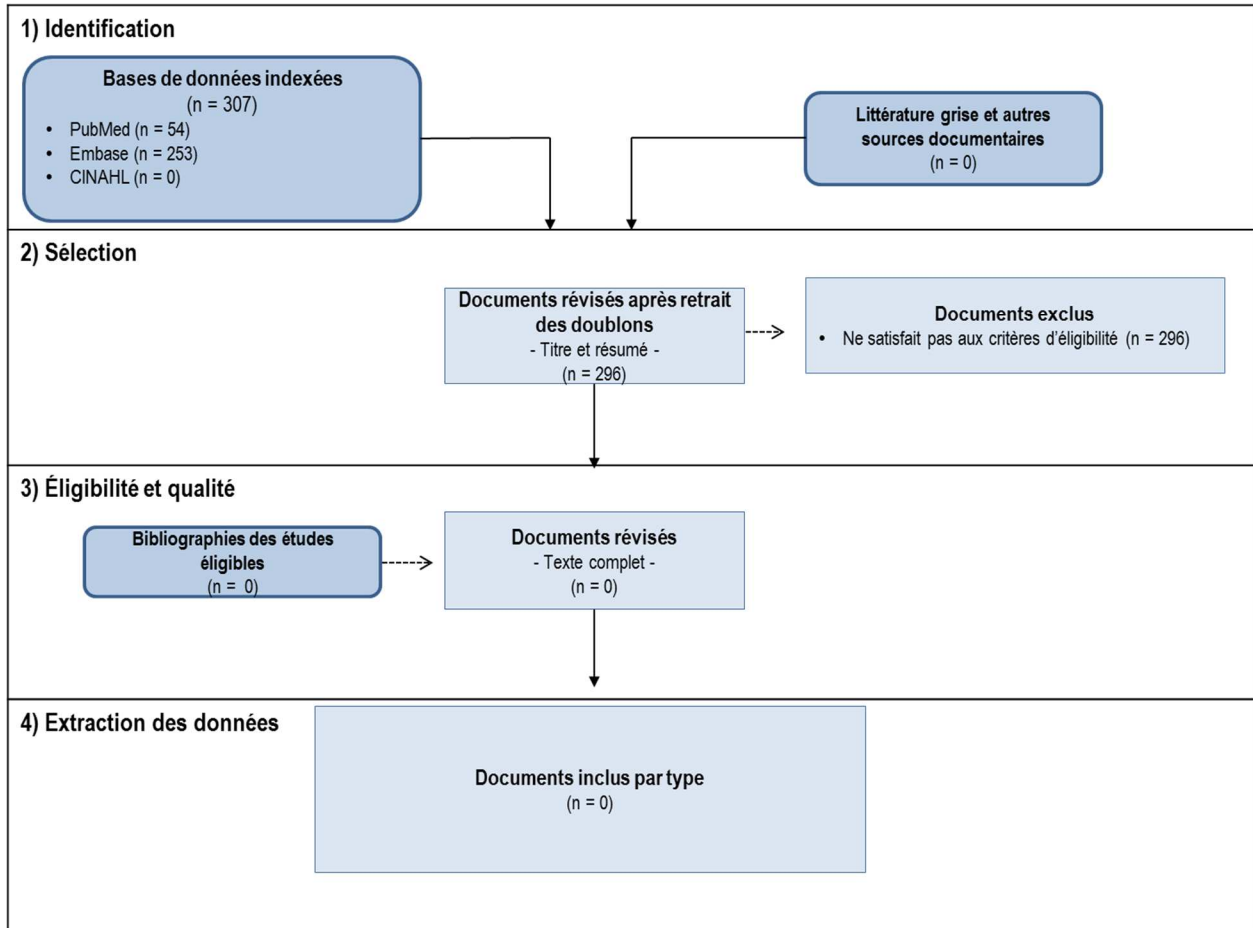 1) Identification
Bases de données indexées
(n = 307)
• PubMed (n = 54)
• Embase (n = 253)
• CINAHL (n = 0)
Littérature grise et autres
sources documentaires
(n = 0)
2) Sélection
Documents révisés après retrait
des doublons
- Titre et résumé -
(n = 296)
Documents exclus
• Ne satisfait pas aux critères d’éligibilité (n = 296)
3) Éligibilité et qualité
Bibliographies des études
éligibles
(n = 0)
Documents révisés
- Texte complet -
(n = 0)
4) Extraction des données
Documents inclus par type
(n = 0)